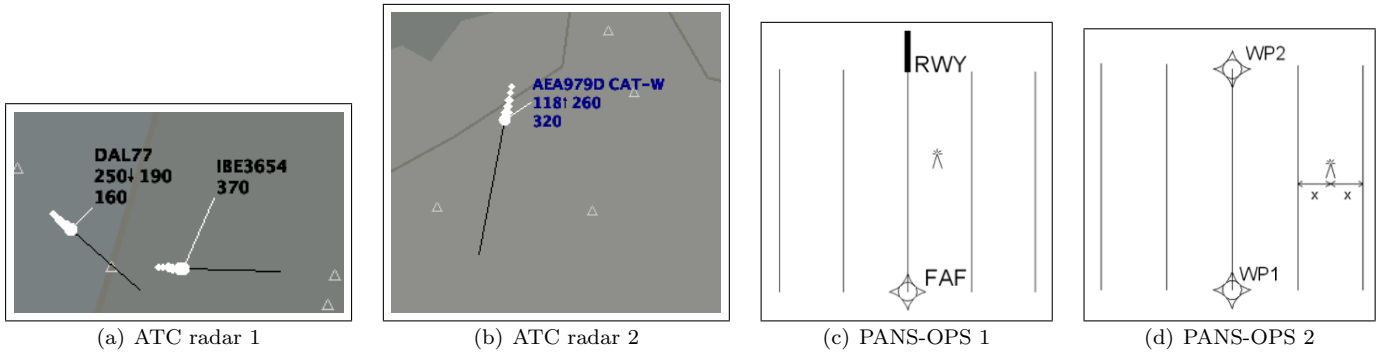 DAL77
250↓ 190
160
IBE3654
370
(a) ATC radar 1
AEA979D CAT-W
118↑ 260
320
(b) ATC radar 2
RWY
FAF
(c) PANS-OPS 1
WP2
x x
WP1
(d) PANS-OPS 2